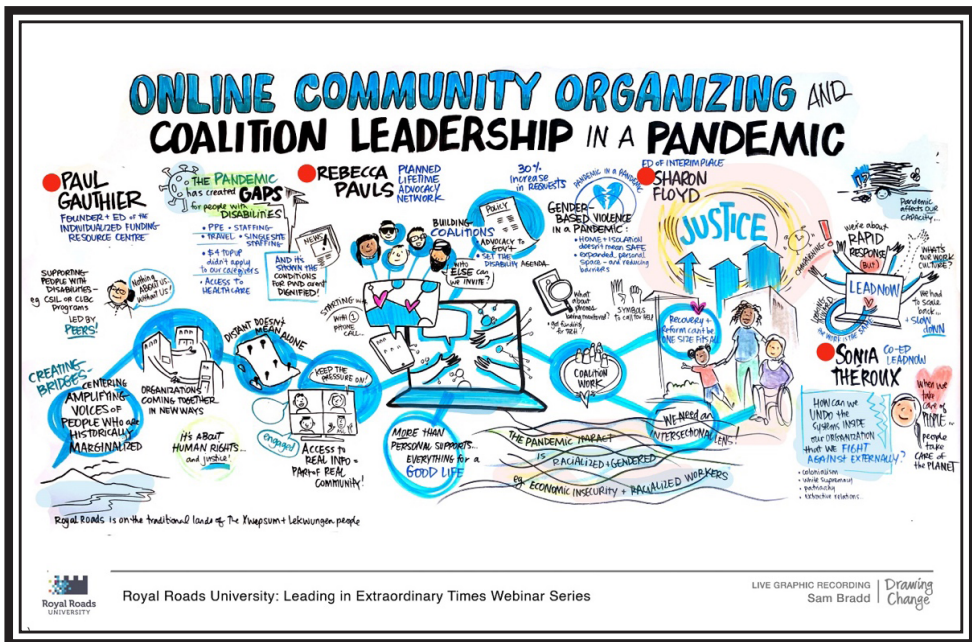 ONLINE COMMUNITY ORGANIZING AND
COALITION LEADERSHIP IN A PANDEMIC
PAUL
GAUTHIER
FOUNDER + ED OF THE
INDIVIDUALIZED FUNDING
RESOURCE CENTRE
SUPPORTING
PEOPLE WITH
DISABILITIES-
eg CSIL OR CLBC
Programs
LED BY
PEERS!
Nothing
ABOUT US
without us!
THE PANDEMIC
has created GAPS
for people with
DISABILITIES
• PPE • STAFFING
• TRAVEL • SINGLE SITE
STAFFING
• $4 TOPUP
didn't apply
to our caregivers
• ACCESS to
HEALTHCARE
NEWS!
AND It's
SHOWN the
CONDITIONS
FOR PWD aren't
DIGNIFIED!
CREATING
BRIDGES
CENTERING
AMPLIFYING
VOICES OF
PEOPLE WHO are
HISTORICALLY
MARGINALIZED
ORGANIZATIONS
COMING TOGETHER
IN NEW WAYS
DISTANT DOESN'T
MEAN ALONE
It's ABOUT
HUMAN RIGHTS...
and justice!
KEEP THE
PRESSURE ON!
engaged
ACCESS to
REAL INFO =
PART of REAL
COMMUNITY!
REBECCA
PAULS
PLANNED
LIFETIME
ADVOCACY
NETWORK
BUILDING
COALITIONS
WHO
ELSE can
WE INVITE?
STARTING
WITH 1
PHONE
CALL...
POLICY
ADVOCACY to
GOV'T
• SET THE
DISABILITY AGENDA
MORE THAN
PERSONAL SUPPORTS...
EVERYTHING for a
GOOD LIFE
30%
Increase
in REQUESTS
PANDEMIC IN A PANDEMIC
GENDER-
BASED VIOLENCE
IN A PANDEMIC:
• HOME + ISOLATION
doesn't mean SAFE
• expanded personal
space - and reducing
barriers
What
about
phones
being monitored?
• got funding
for TECH!
SYMBOLS
to call for HELP
COALITION
WORK
THE PANDEMIC IMPACT
IS RACIALIZED + GENDERED
eg. ECONOMIC INSECURITY + RACIALIZED WORKERS
ED OF INTERIM PLACE
SHARON
FLOYD
JUSTICE
RECOVERY +
Reform can't be
ONE SIZE FITS ALL
WE NEED an
INTERSECTIONAL LENS
Pandemic
affects our
CAPACITY...
we're about
RAPID
RESPONSE
BUT
CAMPAIGNING
LEADNOW
WHAT'S
OUR WORK
CULTURE?
WE HAD
to SCALE
back...
+ SLOW
DOWN
SONIA
THEROUX
CO-ED
LEADNOW
HOW can WE
UNDO the
SYSTEMS INSIDE
our ORGANIZATION
that WE FIGHT
AGAINST EXTERNALLY?
• colonialism
• white supremacy
• patriarchy
• extractive relations
When we
take
care of
PEOPLE...
people
take
CARE of
the PLANET
Royal Roads is on the traditional lands of the Xwepsum + Lekwungen people
Royal Roads
UNIVERSITY
Royal Roads University: Leading in Extraordinary Times Webinar Series
LIVE GRAPHIC RECORDING
Sam Bradd
Drawing
Change